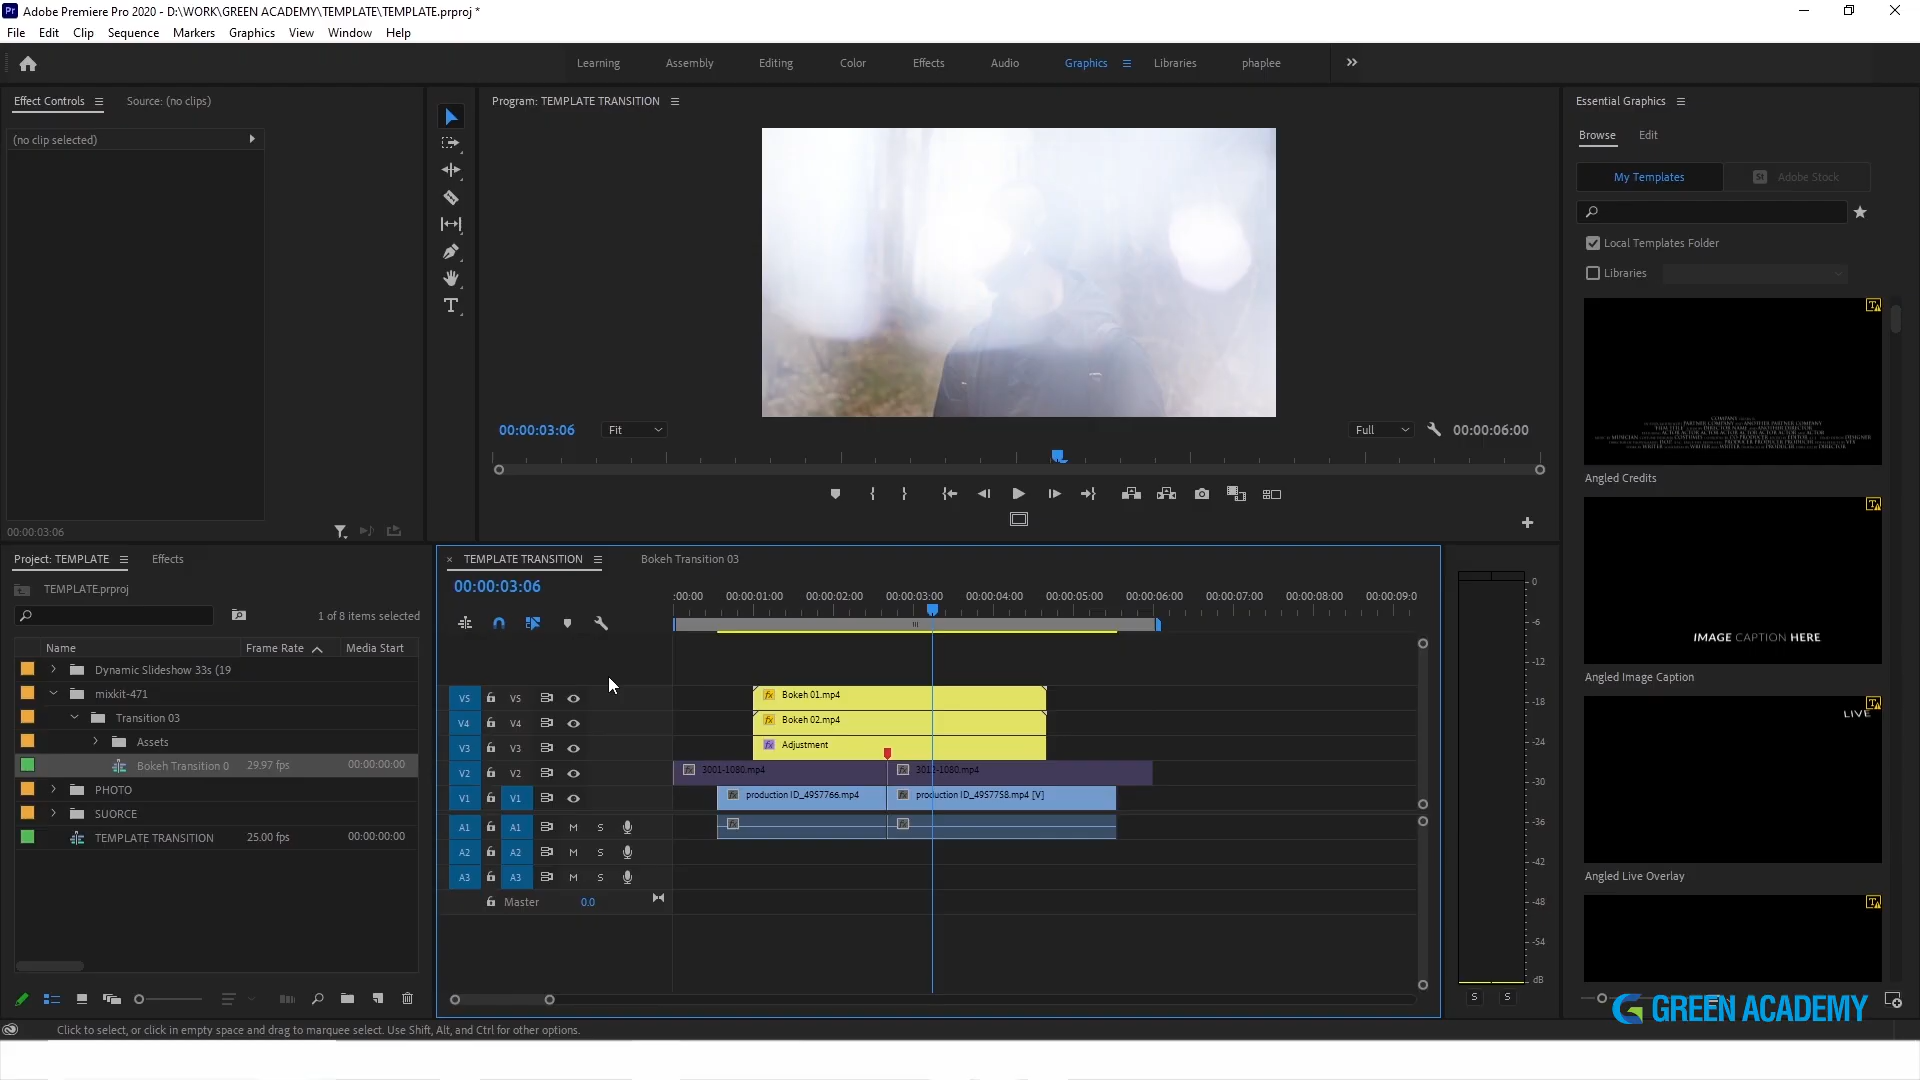 Adobe Premiere Pro 2020 - D:\WORK\GREEN ACADEMY\TEMPLATE\TEMPLATE.prproj *
File Edit Clip Sequence Markers Graphics View Window Help
Learning Assembly Editing Color Effects Audio Graphics Libraries phaplee
Effect Controls Source: (no clips)
(no clip selected)
00:00:03:06
Program: TEMPLATE TRANSITION
00:00:03:06 Fit Full 00:00:06:00
Essential Graphics
Browse Edit
My Templates Adobe Stock
Local Templates Folder
Libraries
Angled Credits
IMAGE CAPTION HERE
Angled Image Caption
LIVE
Angled Live Overlay
Project: TEMPLATE Effects
TEMPLATE.prproj
1 of 8 items selected
Name Frame Rate Media Start
Dynamic Slideshow 33s (19
mixkit-471
Transition 03
Assets
Bokeh Transition 0 29.97 fps 00:00:00:00
PHOTO
SUORCE
TEMPLATE TRANSITION 25.00 fps 00:00:00:00
TEMPLATE TRANSITION Bokeh Transition 03
00:00:03:06
:00:00 00:00:01:00 00:00:02:00 00:00:03:00 00:00:04:00 00:00:05:00 00:00:06:00 00:00:07:00 00:00:08:00 00:00:09:0
V5 V5 Bokeh 01.mp4
V4 V4 Bokeh 02.mp4
V3 V3 Adjustment
V2 V2 3001-1080.mp4 3012-1080.mp4
V1 V1 production ID_4957766.mp4 production ID_4957758.mp4 [V]
A1 A1 M S
A2 A2 M S
A3 A3 M S
Master 0.0
0
-6
-12
-18
-24
-30
-36
-42
-48
-54
dB
S S
GREEN ACADEMY
Click to select, or click in empty space and drag to marquee select. Use Shift, Alt, and Ctrl for other options.